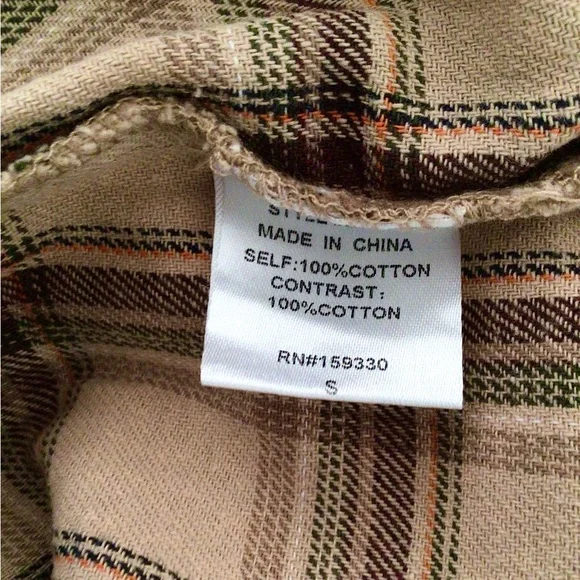 MADE IN CHINA
SELF:100%COTTON
CONTRAST:
100%COTTON
RN#159330
S